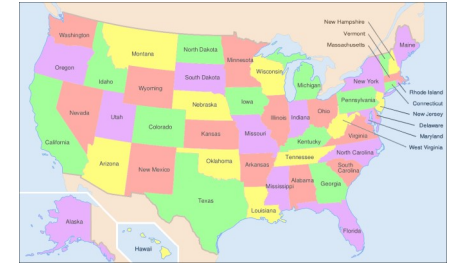 New Hampshire
Vermont
Massachusetts
Washington
Montana
North Dakota
Minnesota
Maine
Oregon
Idaho
Wyoming
South Dakota
Wisconsin
Michigan
New York
Rhode Island
Connecticut
New Jersey
Delaware
Maryland
West Virginia
Nevada
Utah
Colorado
Nebraska
Iowa
Illinois
Indiana
Ohio
Pennsylvania
California
Kansas
Missouri
Kentucky
Virginia
Arizona
New Mexico
Oklahoma
Arkansas
Tennessee
North Carolina
South
Carolina
Texas
Louisiana
Mississippi
Alabama
Georgia
Florida
Alaska
Hawaii